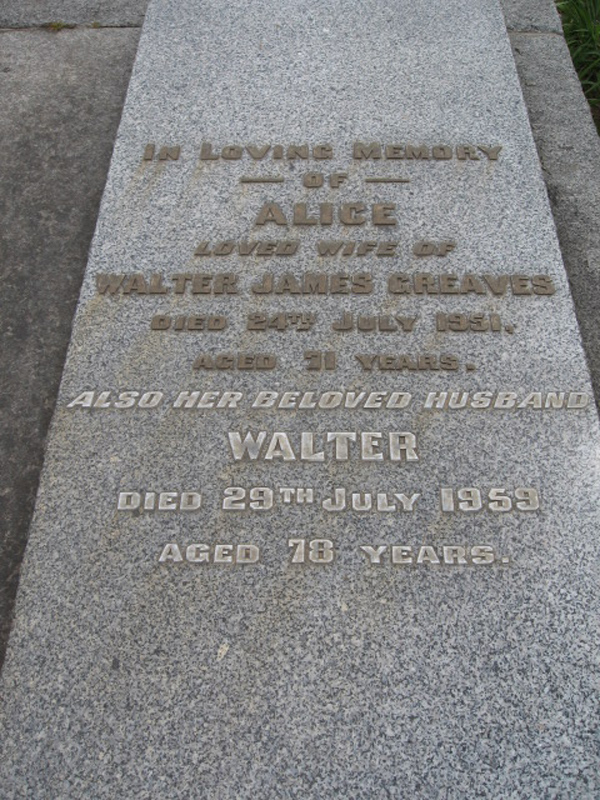 IN LOVING MEMORY
— OF —
ALICE
LOVED WIFE OF
WALTER JAMES GREAVES
DIED 24TH JULY 1951,
AGED 71 YEARS.
ALSO HER BELOVED HUSBAND
WALTER
DIED 29TH JULY 1959
AGED 78 YEARS.